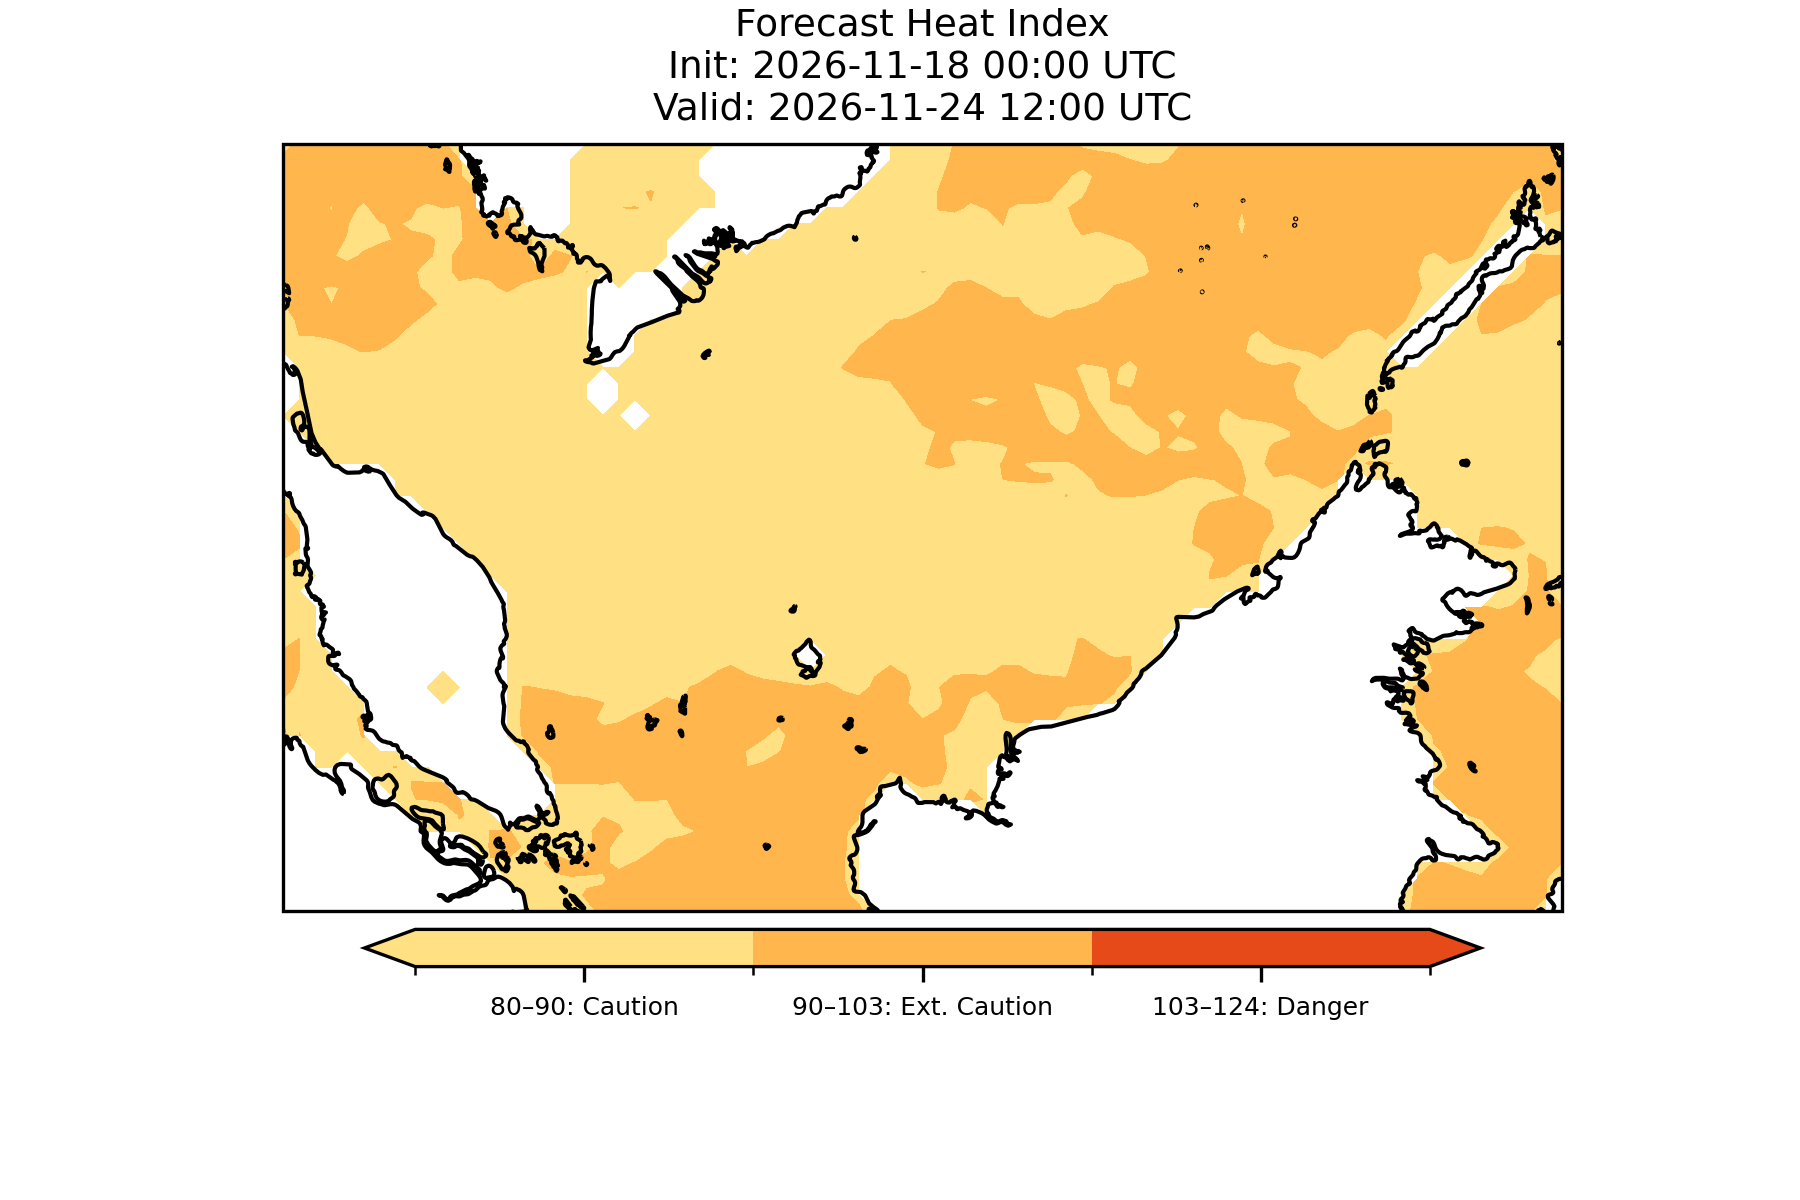 Forecast Heat Index
Init: 2026-11-18 00:00 UTC
Valid: 2026-11-24 12:00 UTC
80–90: Caution
90–103: Ext. Caution
103–124: Danger